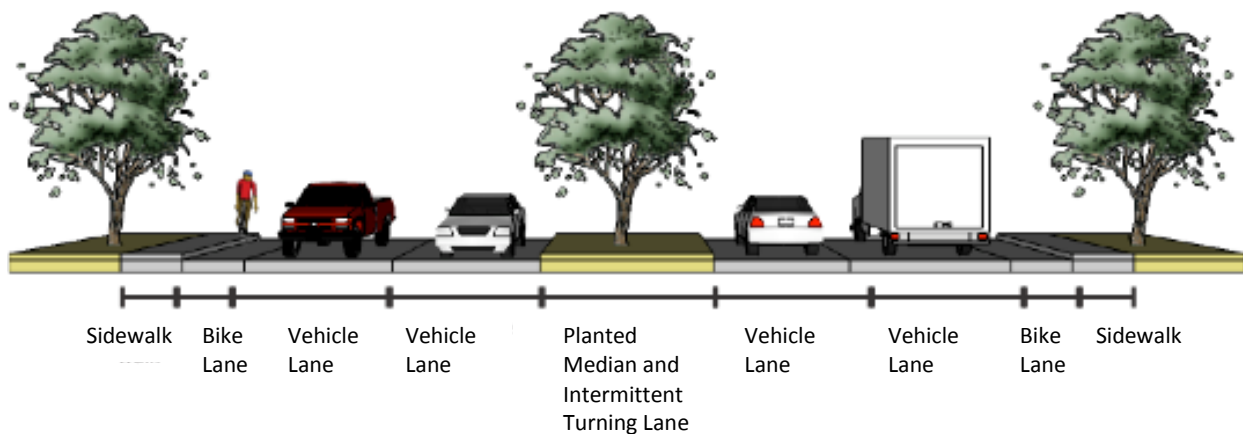 Sidewalk
Bike
Lane
Vehicle
Lane
Vehicle
Lane
Planted
Median and
Intermittent
Turning Lane
Vehicle
Lane
Vehicle
Lane
Bike
Lane
Sidewalk